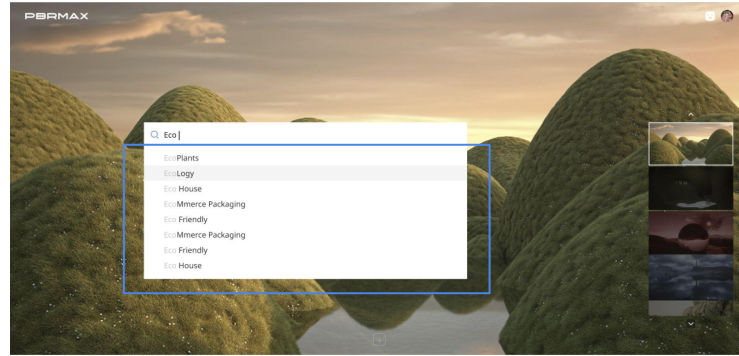 PBRMAX
Eco
EcoPlants
EcoLogy
Eco House
EcoMmerce Packaging
Eco Friendly
EcoMmerce Packaging
Eco Friendly
Eco House